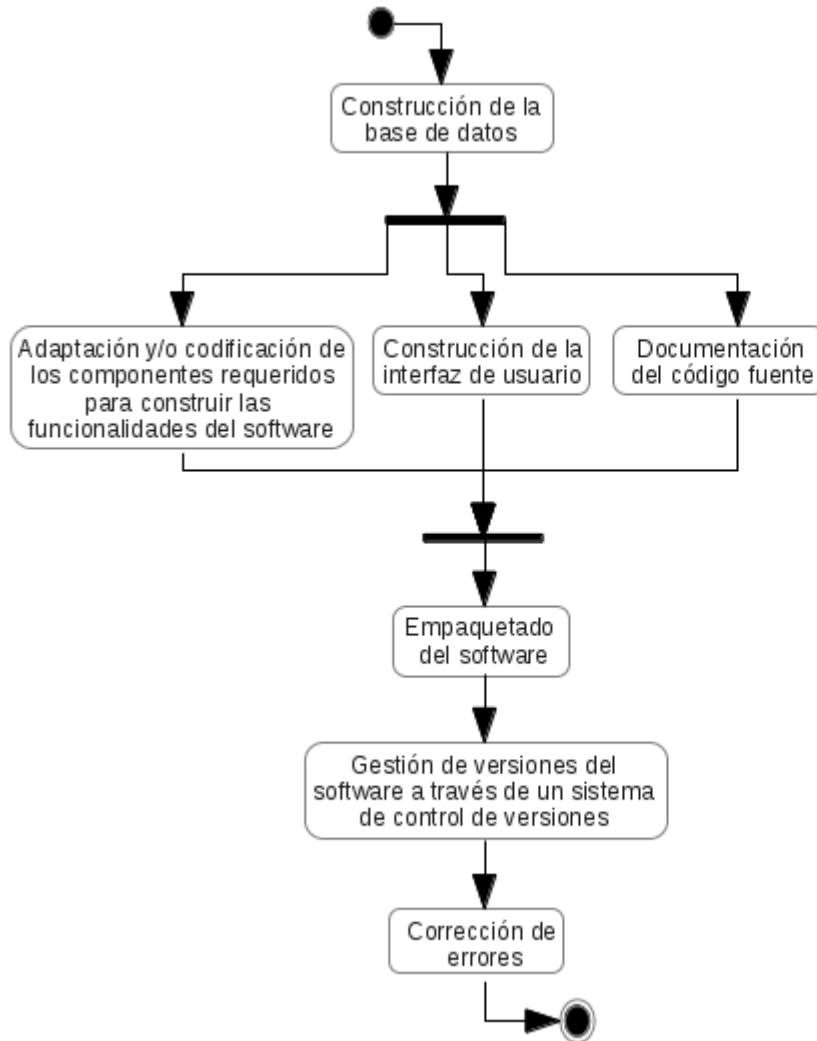 Construcción de la
base de datos
Adaptación y/o codificación de
los componentes requeridos
para construir las
funcionalidades del software
Construcción de la
interfaz de usuario
Documentación
del código fuente
Empaquetado
del software
Gestión de versiones del
software a través de un sistema
de control de versiones
Corrección de
errores